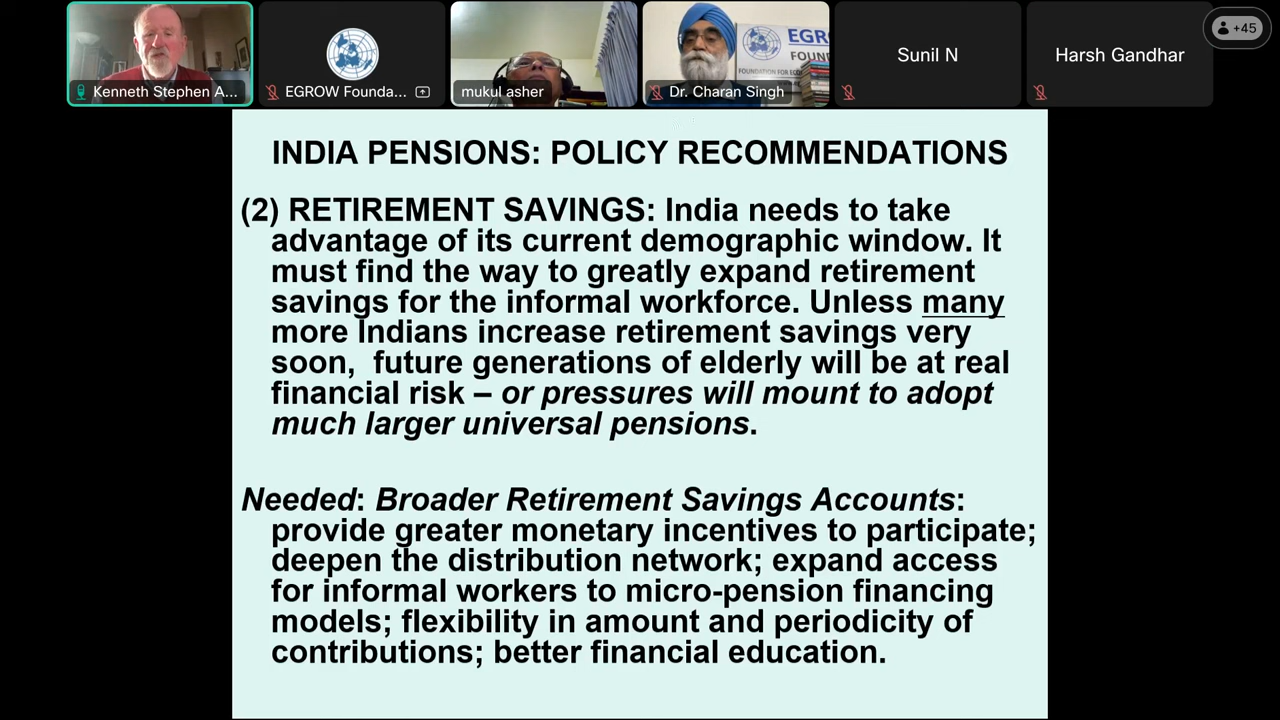 +45
Kenneth Stephen A...
EGROW Founda...
mukul asher
Dr. Charan Singh
EGR
FOUN
FOUNDATION FOR ECO
Sunil N
Harsh Gandhar
INDIA PENSIONS: POLICY RECOMMENDATIONS
(2) RETIREMENT SAVINGS: India needs to take
advantage of its current demographic window. It
must find the way to greatly expand retirement
savings for the informal workforce. Unless many
more Indians increase retirement savings very
soon,  future generations of elderly will be at real
financial risk – or pressures will mount to adopt
much larger universal pensions.
Needed: Broader Retirement Savings Accounts:
provide greater monetary incentives to participate;
deepen the distribution network; expand access
for informal workers to micro-pension financing
models; flexibility in amount and periodicity of
contributions; better financial education.